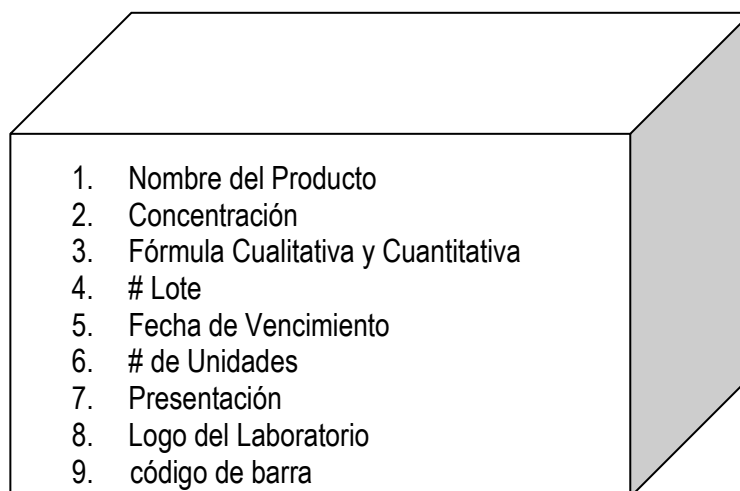 1. Nombre del Producto
2. Concentración
3. Fórmula Cualitativa y Cuantitativa
4. # Lote
5. Fecha de Vencimiento
6. # de Unidades
7. Presentación
8. Logo del Laboratorio
9. código de barra